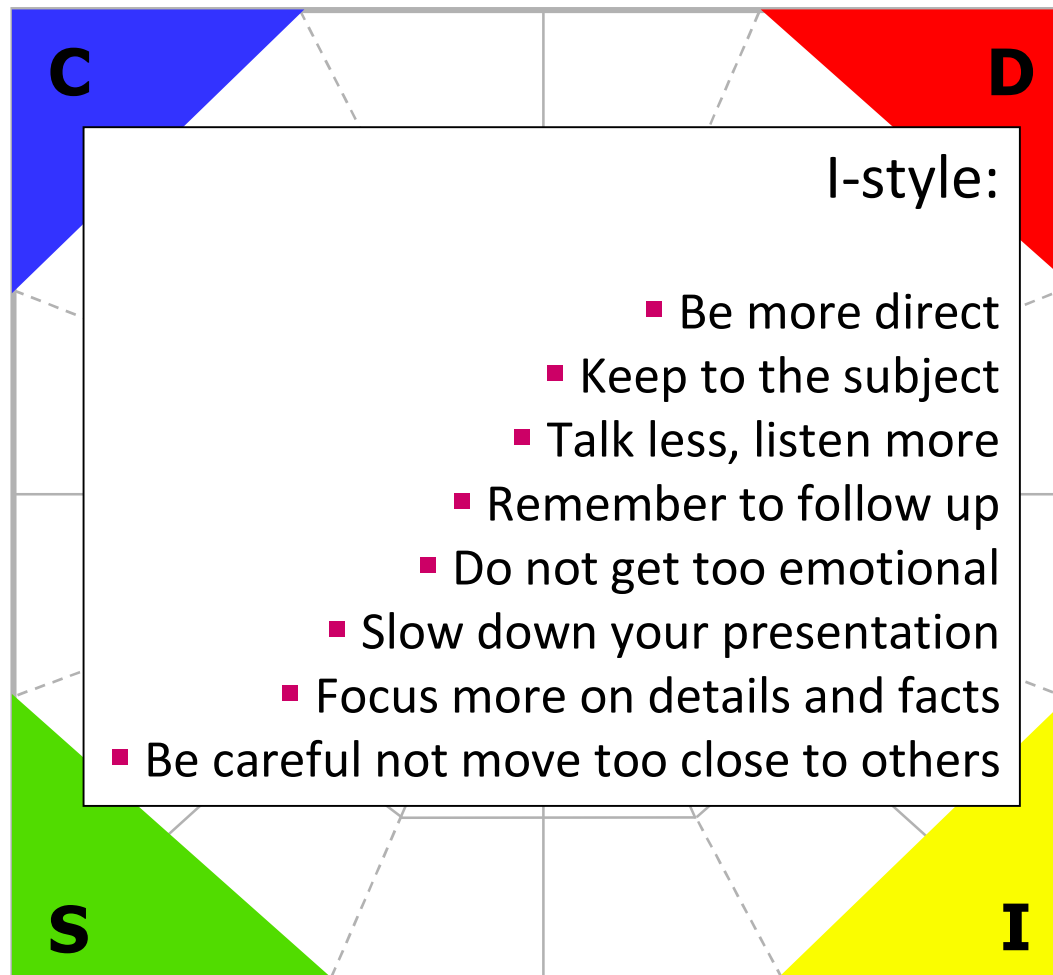 C
D
I-style:
▪ Be more direct
▪ Keep to the subject
▪ Talk less, listen more
▪ Remember to follow up
▪ Do not get too emotional
▪ Slow down your presentation
▪ Focus more on details and facts
▪ Be careful not move too close to others
S
I